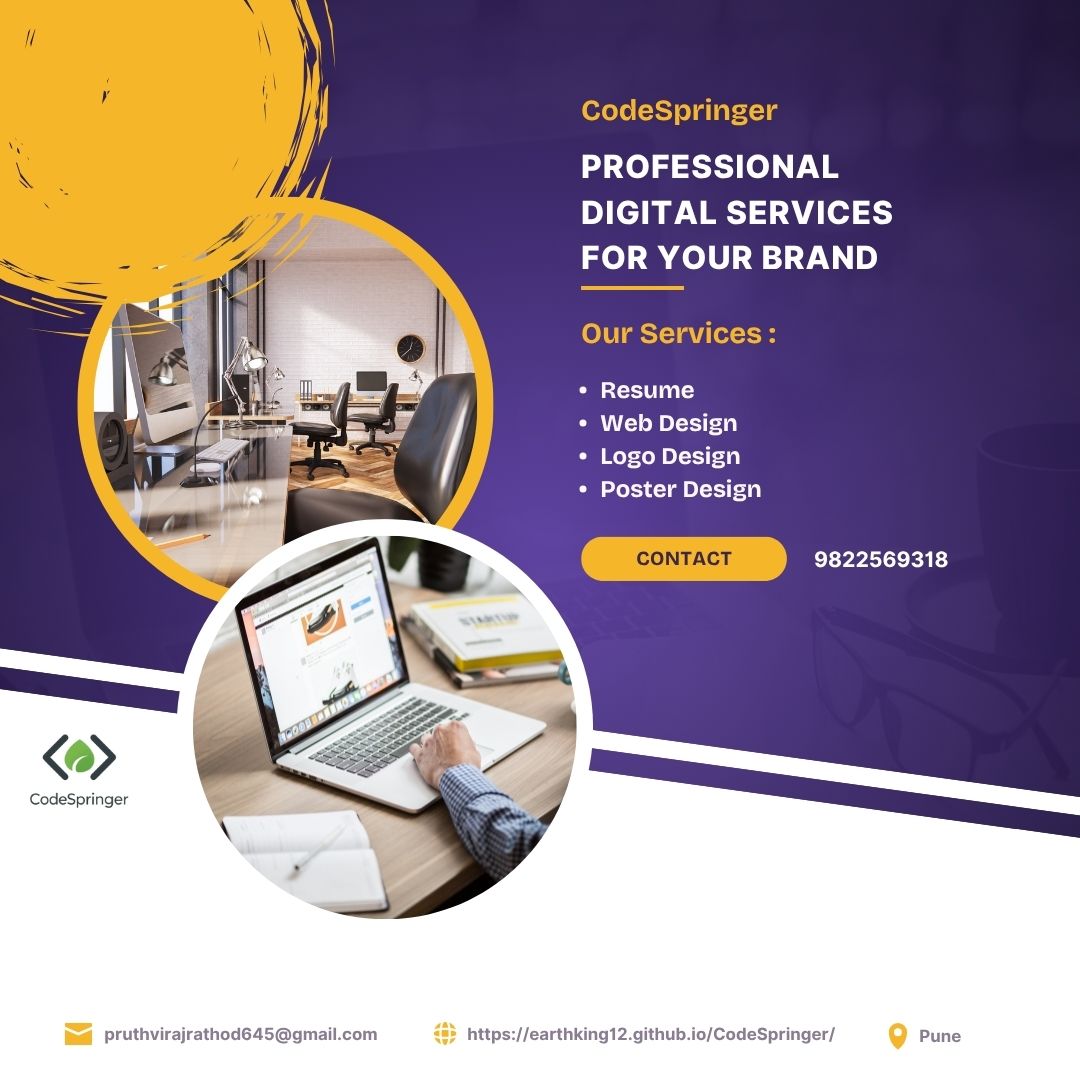 CodeSpringer
PROFESSIONAL
DIGITAL SERVICES
FOR YOUR BRAND
Our Services :
• Resume
• Web Design
• Logo Design
• Poster Design
CONTACT
9822569318
STARTUP
CodeSpringer
pruthvirajrathod645@gmail.com
https://earthking12.github.io/CodeSpringer/
Pune